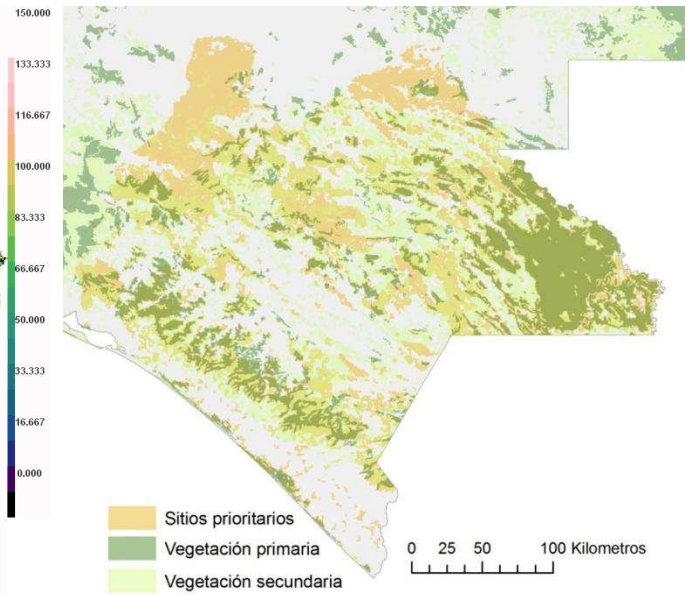 150.000
133.333
116.667
100.000
83.333
66.667
50.000
33.333
16.667
0.000
Sitios prioritarios
Vegetación primaria
Vegetación secundaria
0 25 50 100 Kilometros